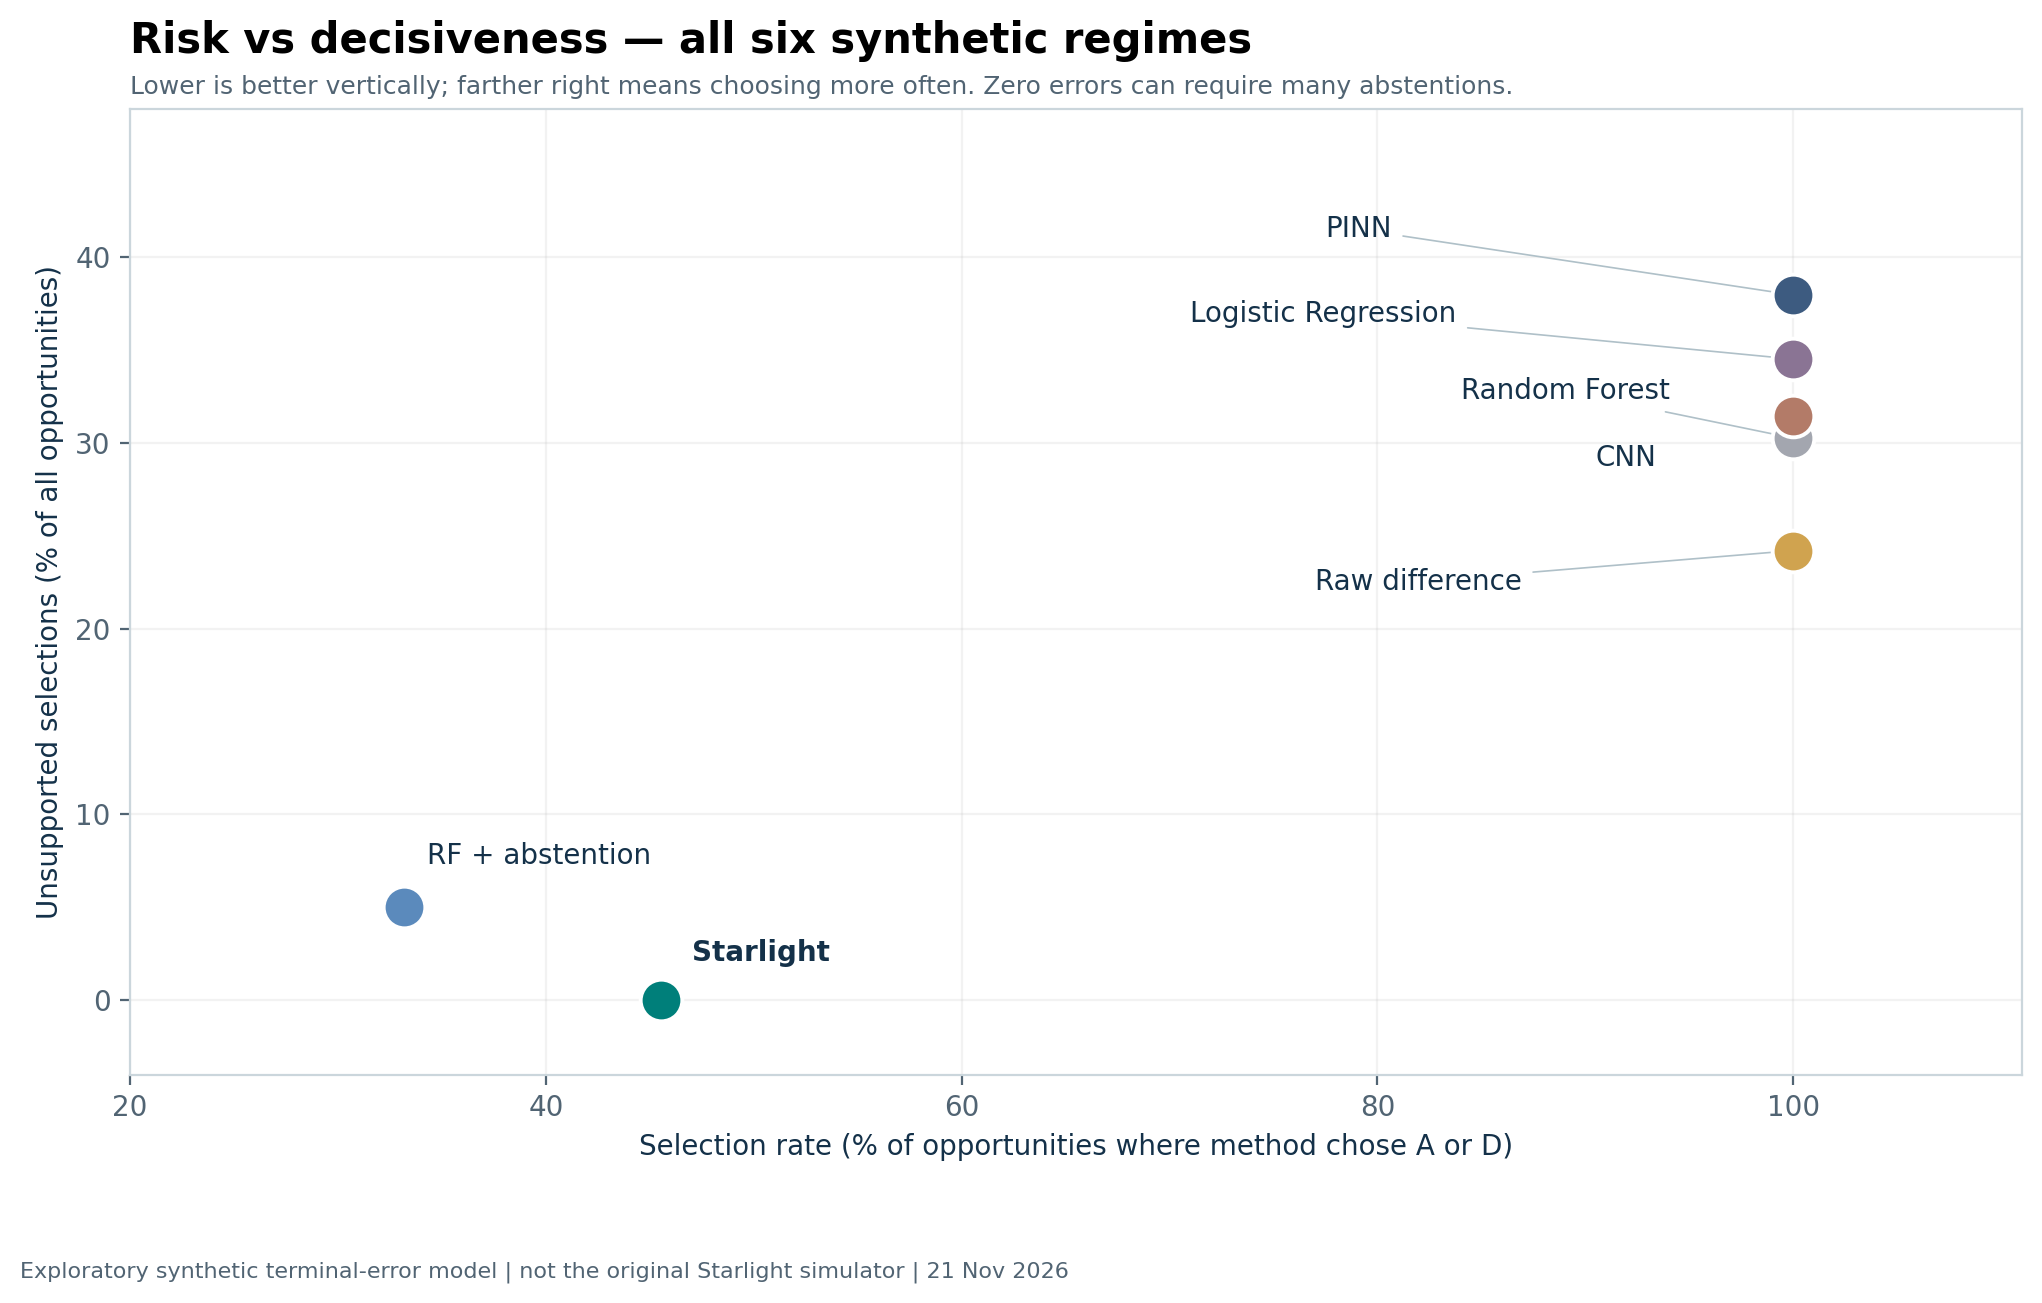 Risk vs decisiveness — all six synthetic regimes
Lower is better vertically; farther right means choosing more often. Zero errors can require many abstentions.
Unsupported selections (% of all opportunities)
40
30
20
10
0
PINN
Logistic Regression
Random Forest
CNN
Raw difference
RF + abstention
Starlight
20
40
60
80
100
Selection rate (% of opportunities where method chose A or D)
Exploratory synthetic terminal-error model | not the original Starlight simulator | 21 Nov 2026